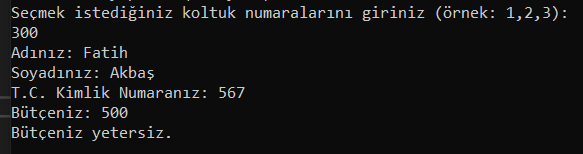 Seçmek istediğiniz koltuk numaralarını giriniz (örnek: 1,2,3):
300
Adınız: Fatih
Soyadınız: Akbaş
T.C. Kimlik Numaranız: 567
Bütçeniz: 500
Bütçeniz yetersiz.